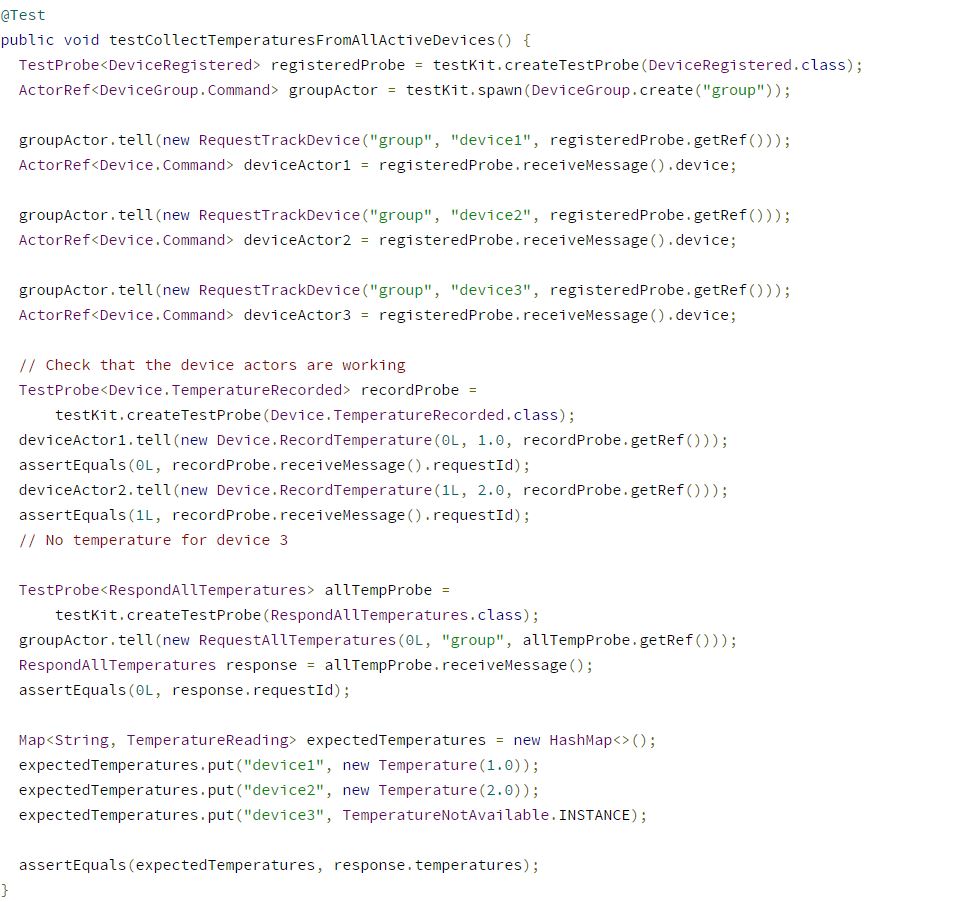 @Test
public void testCollectTemperaturesFromAllActiveDevices() {
  TestProbe<DeviceRegistered> registeredProbe = testKit.createTestProbe(DeviceRegistered.class);
  ActorRef<DeviceGroup.Command> groupActor = testKit.spawn(DeviceGroup.create("group"));

  groupActor.tell(new RequestTrackDevice("group", "device1", registeredProbe.getRef()));
  ActorRef<Device.Command> deviceActor1 = registeredProbe.receiveMessage().device;

  groupActor.tell(new RequestTrackDevice("group", "device2", registeredProbe.getRef()));
  ActorRef<Device.Command> deviceActor2 = registeredProbe.receiveMessage().device;

  groupActor.tell(new RequestTrackDevice("group", "device3", registeredProbe.getRef()));
  ActorRef<Device.Command> deviceActor3 = registeredProbe.receiveMessage().device;

  // Check that the device actors are working
  TestProbe<Device.TemperatureRecorded> recordProbe =
      testKit.createTestProbe(Device.TemperatureRecorded.class);
  deviceActor1.tell(new Device.RecordTemperature(0L, 1.0, recordProbe.getRef()));
  assertEquals(0L, recordProbe.receiveMessage().requestId);
  deviceActor2.tell(new Device.RecordTemperature(1L, 2.0, recordProbe.getRef()));
  assertEquals(1L, recordProbe.receiveMessage().requestId);
  // No temperature for device 3

  TestProbe<RespondAllTemperatures> allTempProbe =
      testKit.createTestProbe(RespondAllTemperatures.class);
  groupActor.tell(new RequestAllTemperatures(0L, "group", allTempProbe.getRef()));
  RespondAllTemperatures response = allTempProbe.receiveMessage();
  assertEquals(0L, response.requestId);

  Map<String, TemperatureReading> expectedTemperatures = new HashMap<>();
  expectedTemperatures.put("device1", new Temperature(1.0));
  expectedTemperatures.put("device2", new Temperature(2.0));
  expectedTemperatures.put("device3", TemperatureNotAvailable.INSTANCE);

  assertEquals(expectedTemperatures, response.temperatures);
}